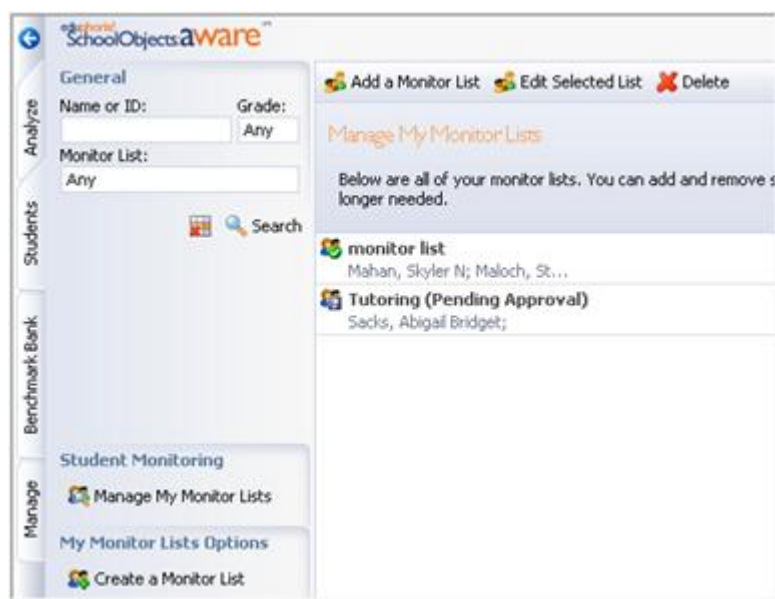 eduphoria!
SchoolObjects:aware™
Analyze
Students
Benchmark Bank
Manage
General
Name or ID:
Grade:
Any
Monitor List:
Any
Search
Student Monitoring
Manage My Monitor Lists
My Monitor Lists Options
Create a Monitor List
Add a Monitor List
Edit Selected List
Delete
Manage My Monitor Lists
Below are all of your monitor lists. You can add and remove s
longer needed.
monitor list
Mahan, Skyler N; Maloch, St...
Tutoring (Pending Approval)
Sacks, Abigail Bridget;